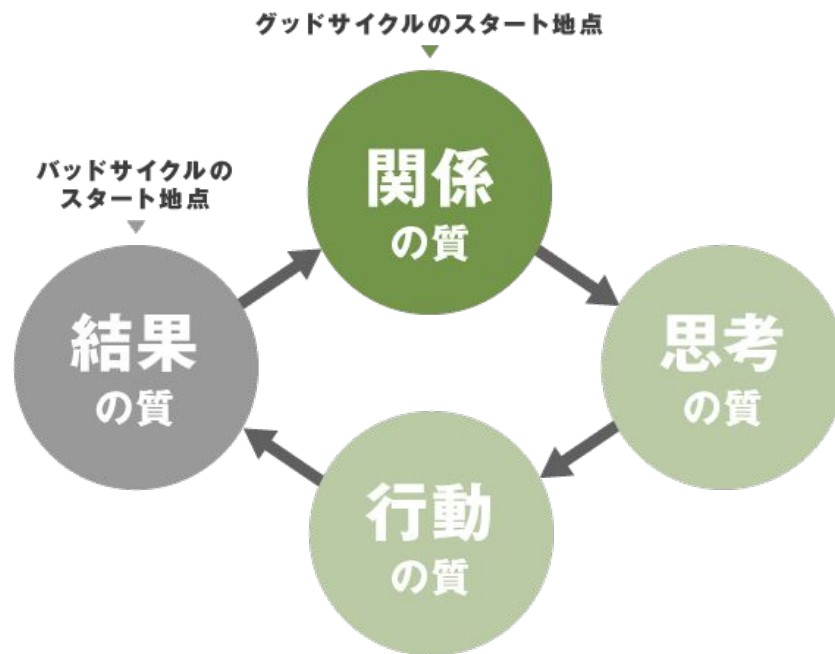 グッドサイクルのスタート地点
関係
の質
バッドサイクルの
スタート地点
結果
の質
思考
の質
行動
の質